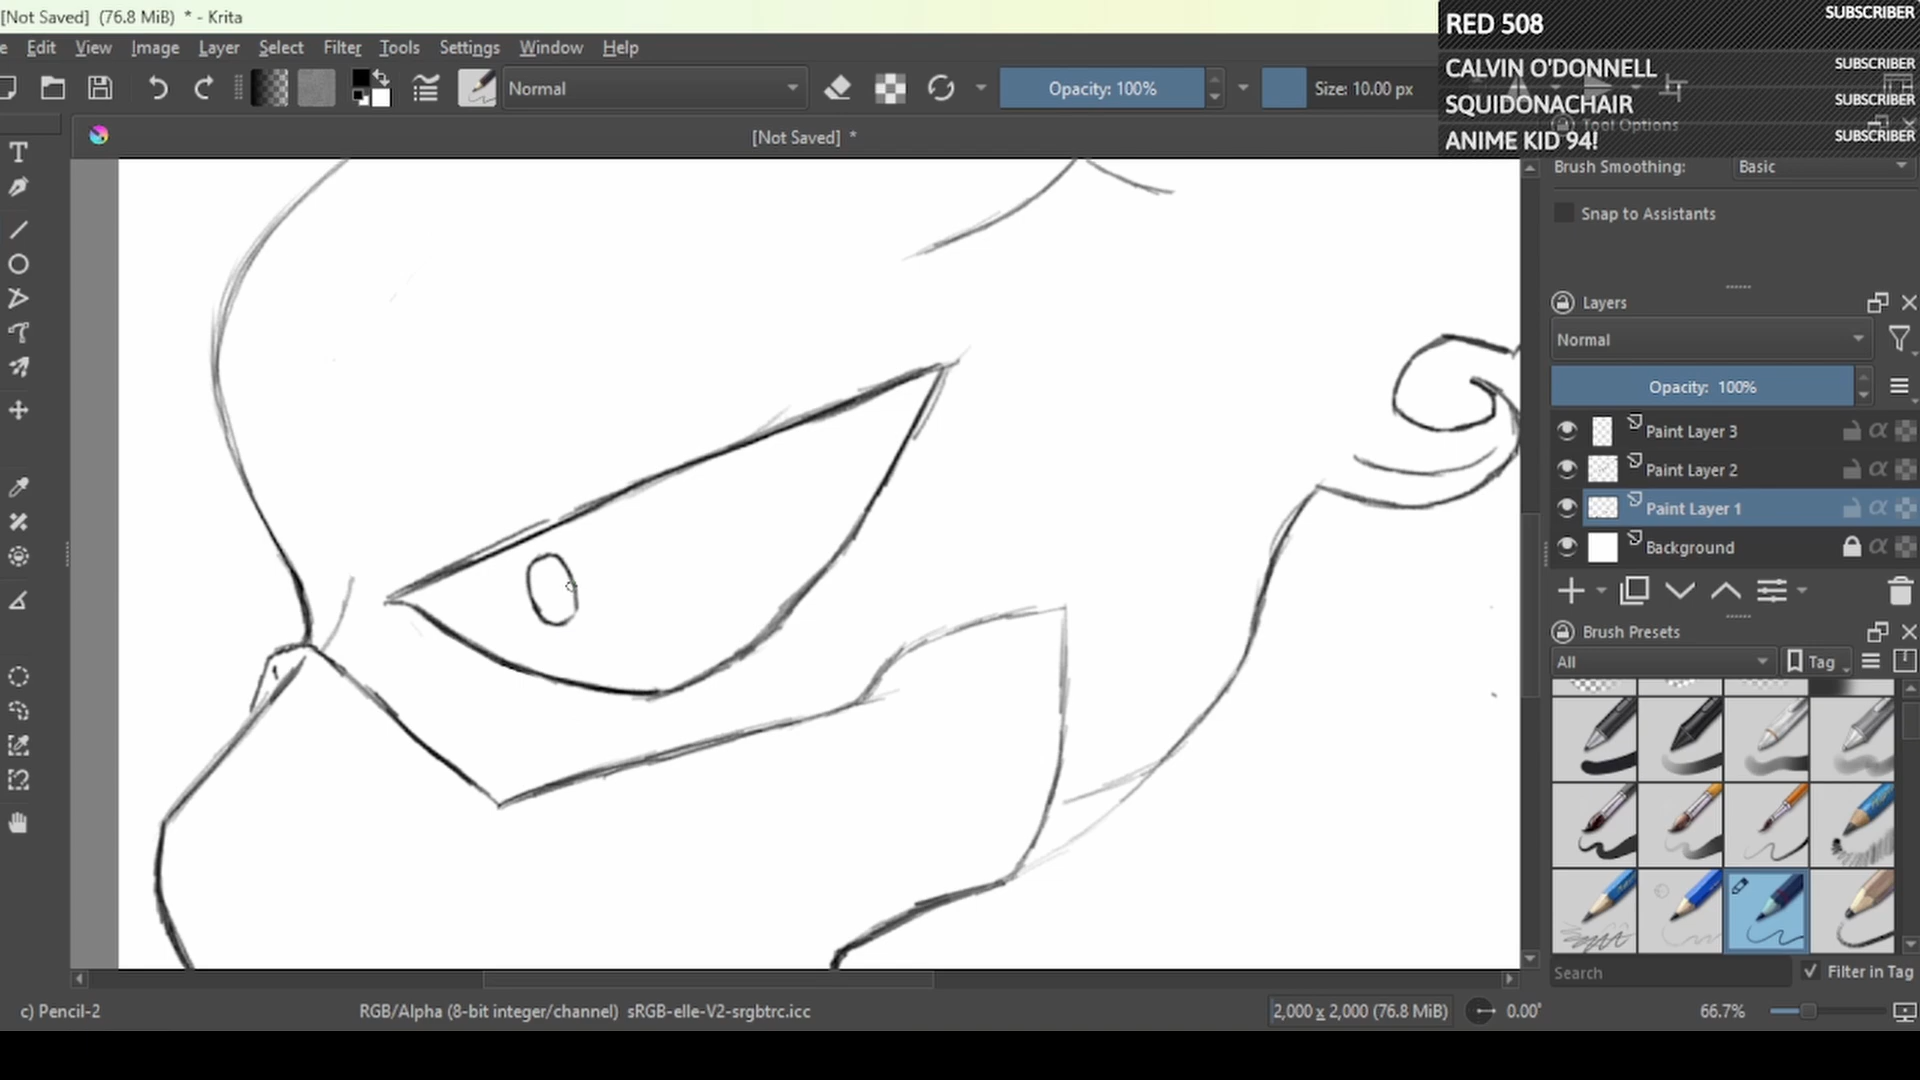 [Not Saved] (76.8 MiB) * - Krita
RED 508 SUBSCRIBER
e Edit View Image Layer Select Filter Tools Settings Window Help
CALVIN O'DONNELL SUBSCRIBER
Normal Opacity: 100% Size: 10.00 px
SQUIDONACHAIR SUBSCRIBER
Tool Options
[Not Saved] *
ANIME KID 94! SUBSCRIBER
Brush Smoothing: Basic
Snap to Assistants
Layers
Normal
Opacity: 100%
Paint Layer 3
Paint Layer 2
Paint Layer 1
Background
Brush Presets
All Tag
Search Filter in Tag
c) Pencil-2 RGB/Alpha (8-bit integer/channel) sRGB-elle-V2-srgbtrc.icc 2,000 x 2,000 (76.8 MiB) 0.00° 66.7%